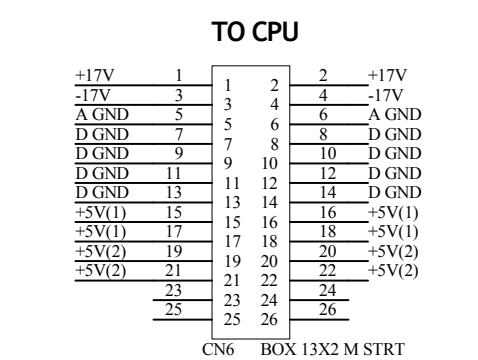 TO CPU
+17V 1 1 2 2 +17V
-17V 3 3 4 4 -17V
A GND 5 5 6 6 A GND
D GND 7 7 8 8 D GND
D GND 9 9 10 10 D GND
D GND 11 11 12 12 D GND
D GND 13 13 14 14 D GND
+5V(1) 15 15 16 16 +5V(1)
+5V(1) 17 17 18 18 +5V(1)
+5V(2) 19 19 20 20 +5V(2)
+5V(2) 21 21 22 22 +5V(2)
23 23 24 24
25 25 26 26
CN6 BOX 13X2 M STRT